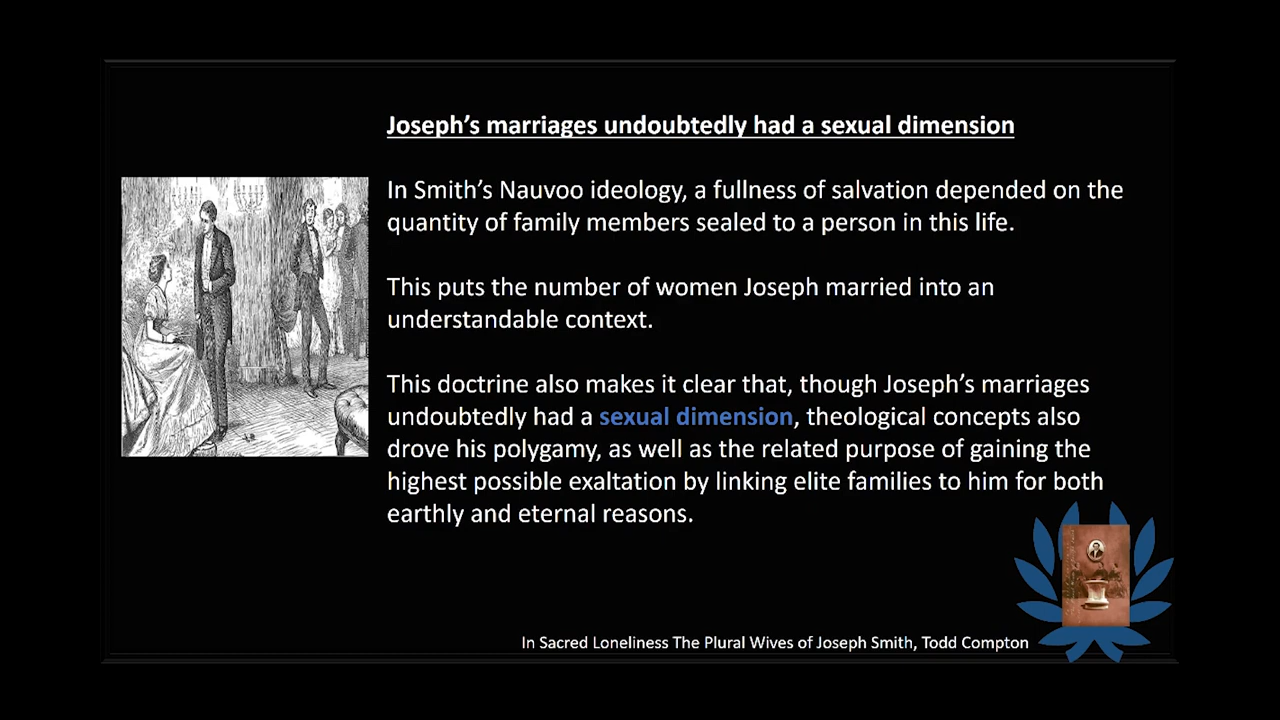 Joseph's marriages undoubtedly had a sexual dimension
In Smith's Nauvoo ideology, a fullness of salvation depended on the
quantity of family members sealed to a person in this life.
This puts the number of women Joseph married into an
understandable context.
This doctrine also makes it clear that, though Joseph's marriages
undoubtedly had a sexual dimension, theological concepts also
drove his polygamy, as well as the related purpose of gaining the
highest possible exaltation by linking elite families to him for both
earthly and eternal reasons.
In Sacred Loneliness The Plural Wives of Joseph Smith, Todd Compton